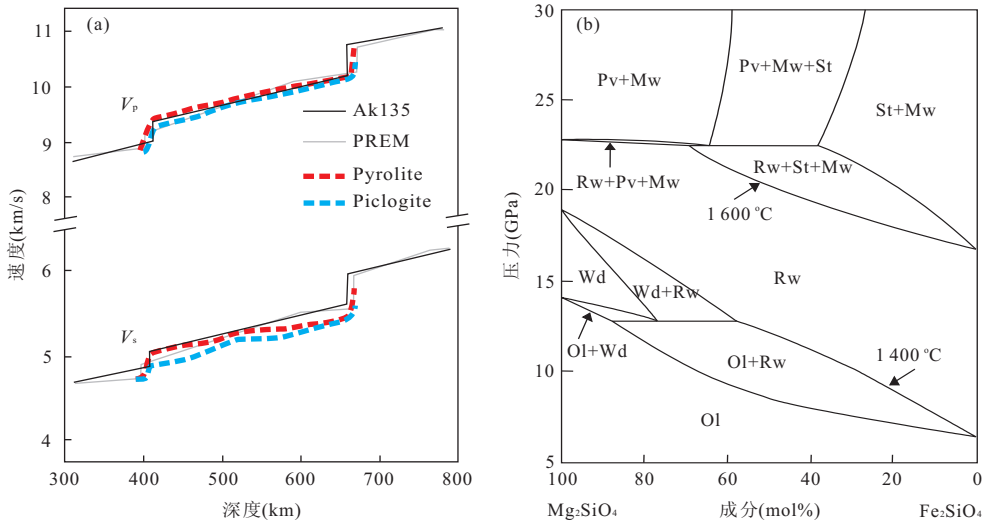 (a)
11
10
9
8
6
5
4
速度(km/s)
Vₚ
Vₛ
Ak135
PREM
Pyrolite
Piclogite
300
400
500
600
700
800
深度(km)
(b)
30
25
20
15
10
5
压力(GPa)
Pv+Mw
Pv+Mw+St
St+Mw
Rw+Pv+Mw
Rw+St+Mw
1 600 °C
Wd
Wd+Rw
Rw
Ol+Wd
Ol+Rw
1 400 °C
Ol
100
80
60
40
20
0
Mg₂SiO₄
成分(mol%)
Fe₂SiO₄